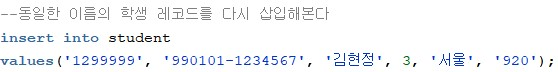 --동일한 이름의 학생 레코드를 다시 삽입해본다
insert into student
values('1299999', '990101-1234567', '김현정', 3, '서울', '920');